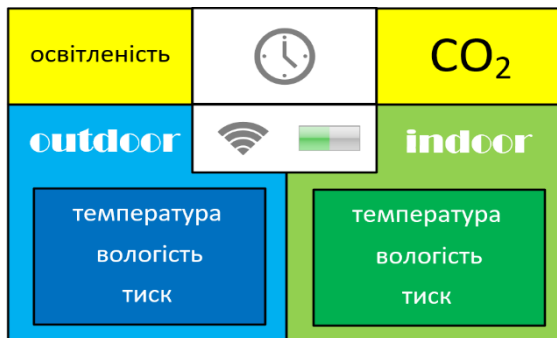 освітленість
CO₂
outdoor
indoor
температура
вологість
тиск
температура
вологість
тиск